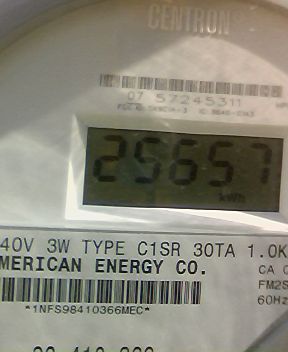 CENTRON
07 57245311
25657
kWh
40V 3W TYPE C1SR 30TA 1.0K
MERICAN ENERGY CO.
CA 0
FM2S
60Hz
*1NFS98410366MEC*